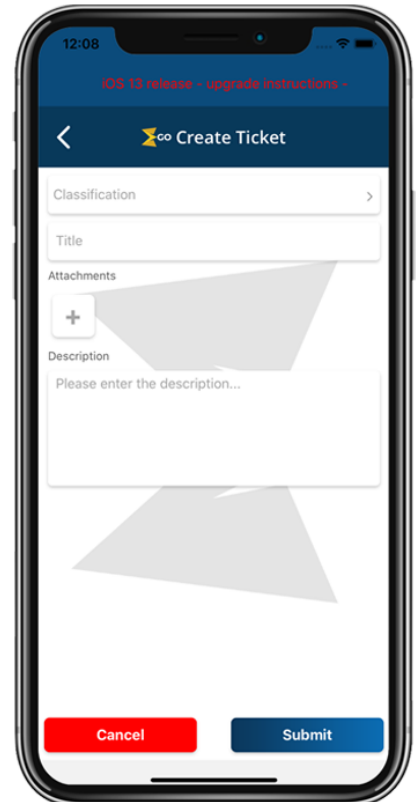 12:08
iOS 13 release - upgrade instructions -
GO Create Ticket
Classification
Title
Attachments
+
Description
Please enter the description...
Cancel
Submit